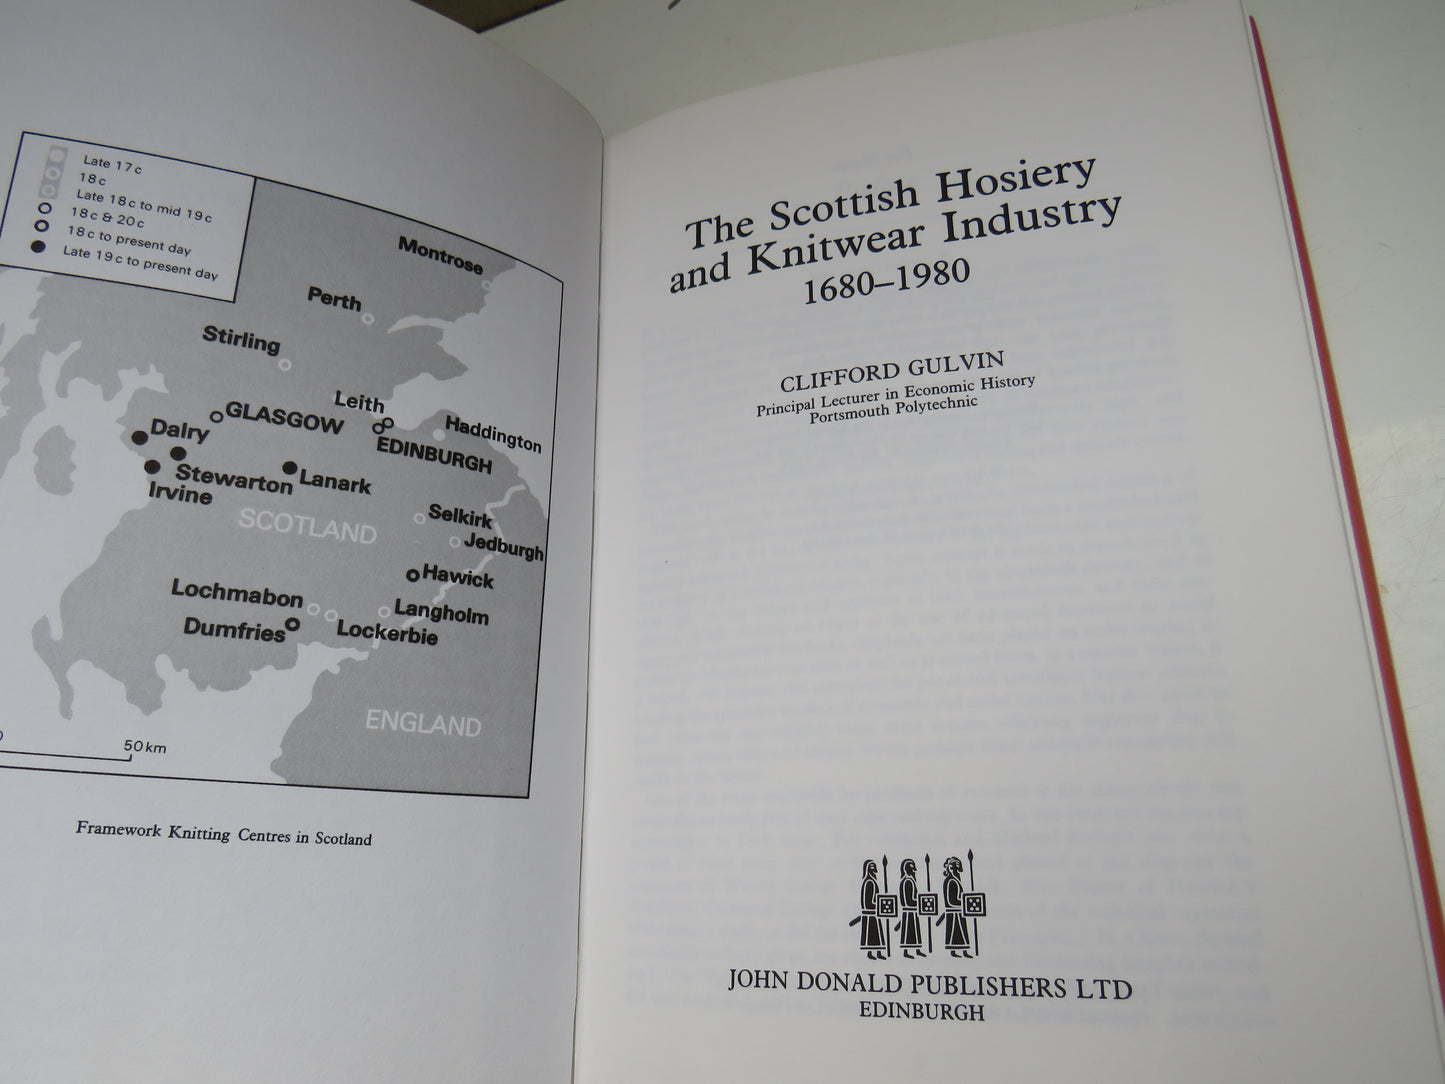 Late 17c
18c
Late 18c to mid 19c
18c & 20c
18c to present day
Late 19c to present day
Montrose
Perth
Stirling
Leith
GLASGOW
Haddington
Dalry
EDINBURGH
Stewarton
Lanark
Irvine
SCOTLAND
Selkirk
Jedburgh
Hawick
Lochmabon
Langholm
Dumfries
Lockerbie
ENGLAND
50km
Framework Knitting Centres in Scotland
The Scottish Hosiery
and Knitwear Industry
1680–1980
CLIFFORD GULVIN
Principal Lecturer in Economic History
Portsmouth Polytechnic
JOHN DONALD PUBLISHERS LTD
EDINBURGH